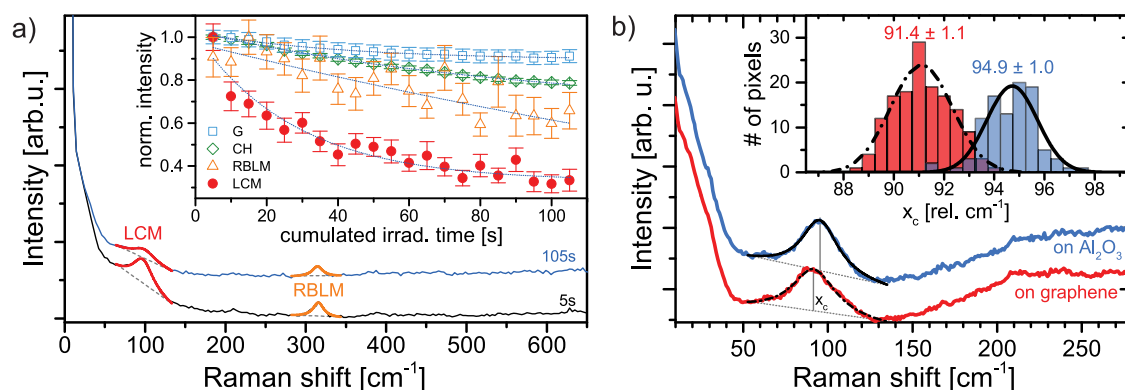 a)
Intensity [arb.u.]
LCM
RBLM
105s
5s
0 100 200 300 400 500 600
Raman shift [cm⁻¹]
norm. intensity
1.0
0.8
0.6
0.4
G
CH
RBLM
LCM
0 20 40 60 80 100
cumulated irrad. time [s]
b)
Intensity [arb. u.]
91.4 ± 1.1
94.9 ± 1.0
# of pixels
30
20
10
0
88 90 92 94 96 98
x_c [rel. cm⁻¹]
on Al₂O₃
on graphene
x_c
50 100 150 200 250
Raman shift [cm⁻¹]